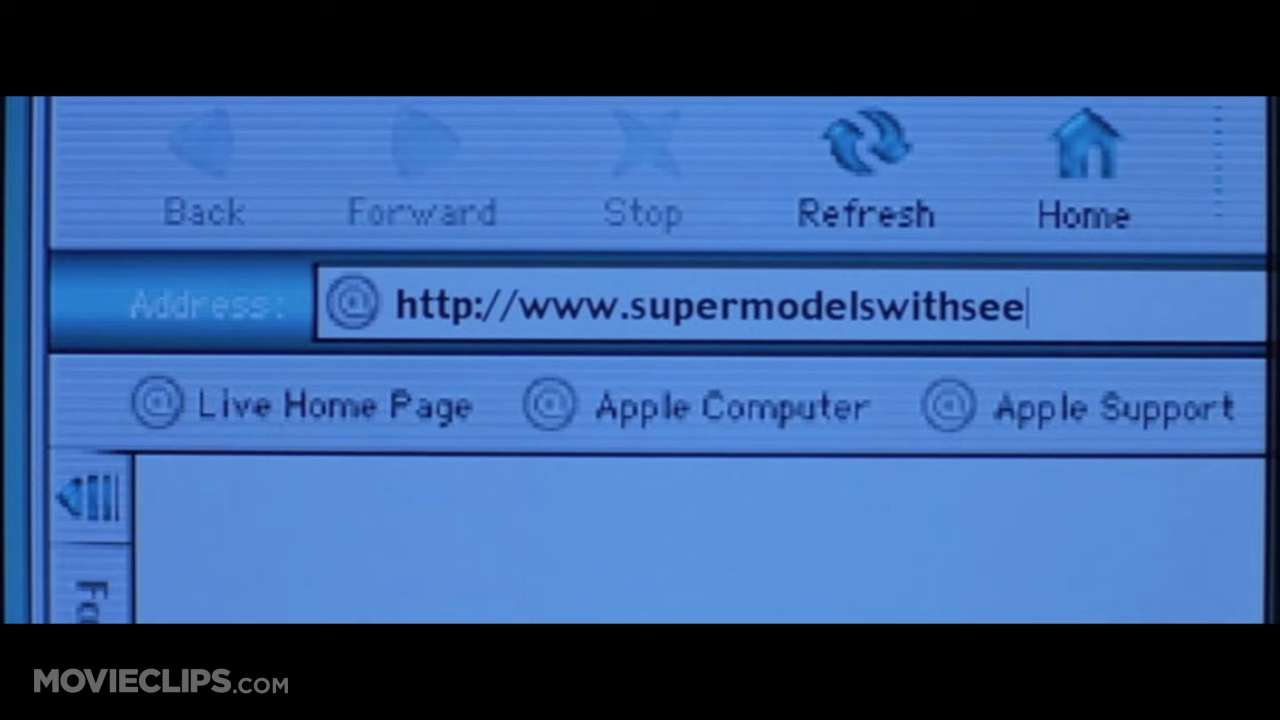 Back Forward Stop Refresh Home
Address: http://www.supermodelswithsee
Live Home Page Apple Computer Apple Support
MOVIECLIPS.COM